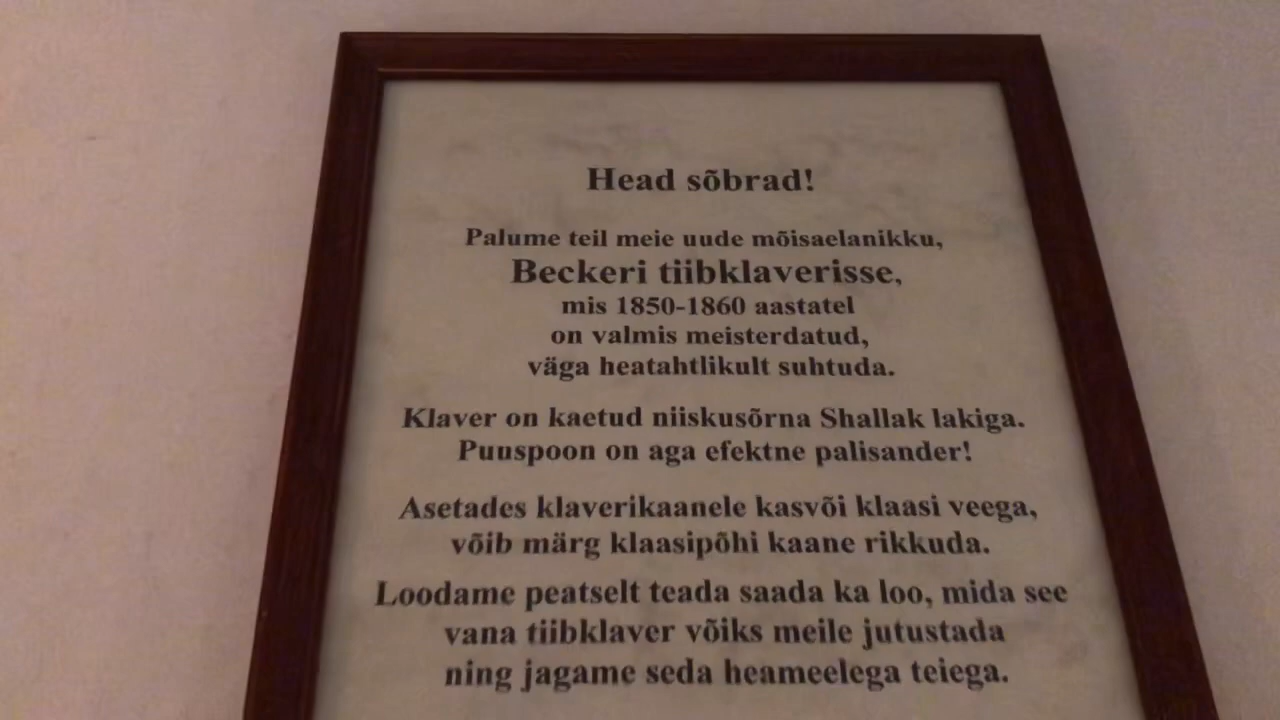 Head sõbrad!
Palume teil meie uude mõisaelanikku,
Beckeri tiibklaverisse,
mis 1850-1860 aastatel
on valmis meisterdatud,
väga heatahtlikult suhtuda.
Klaver on kaetud niiskusõrna Shallak lakiga.
Puuspoon on aga efektne palisander!
Asetades klaverikaanele kasvõi klaasi veega,
võib märg klaasipõhi kaane rikkuda.
Loodame peatselt teada saada ka loo, mida see
vana tiibklaver võiks meile jutustada
ning jagame seda heameelega teiega.